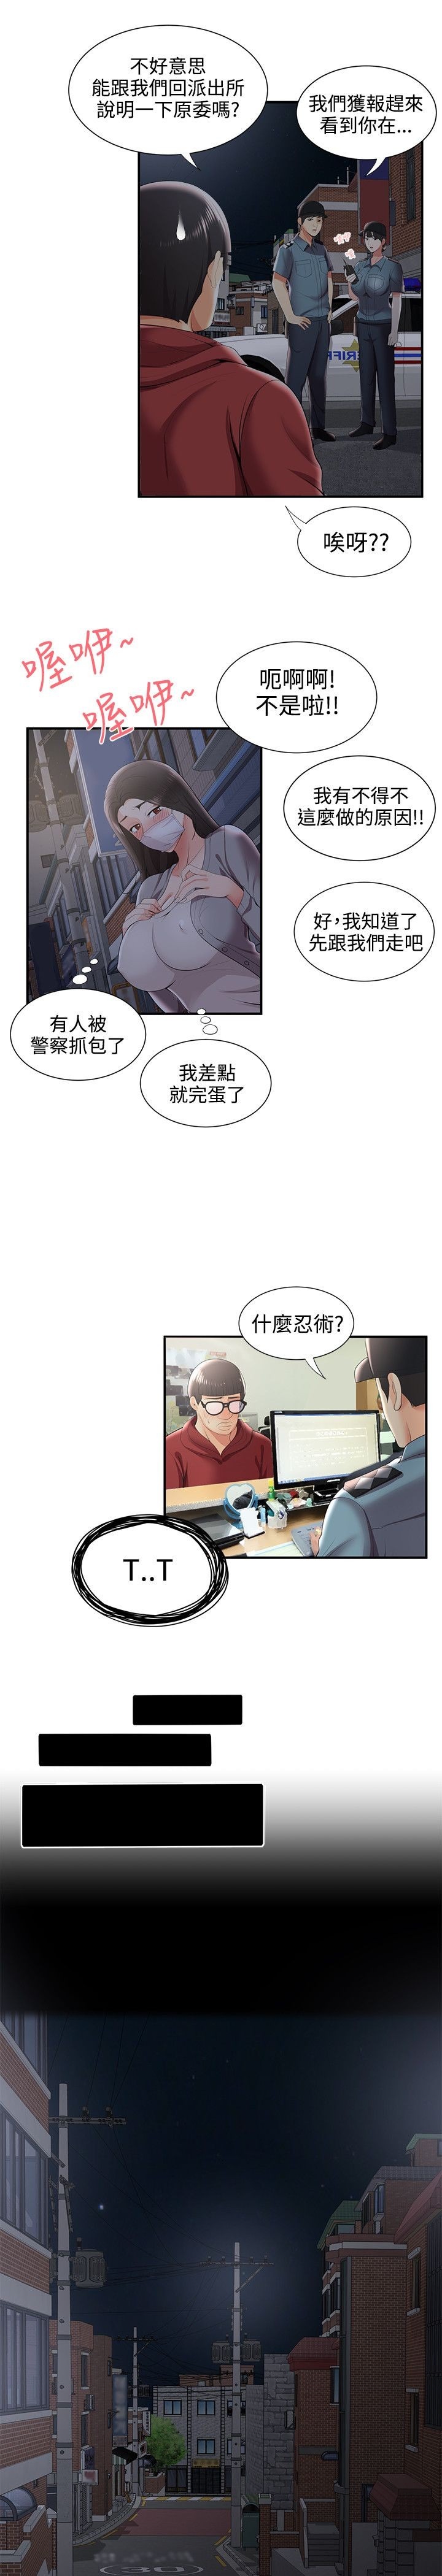 不好意思
能跟我們回派出所
說明一下原委嗎?
我們獲報趕來
看到你在...
唉呀??
喔咿~
喔咿~
呃啊啊!
不是啦!!
我有不得不
這麼做的原因!!
好，我知道了
先跟我們走吧
有人被
警察抓包了
我差點
就完蛋了
什麼忍術?
T..T
30